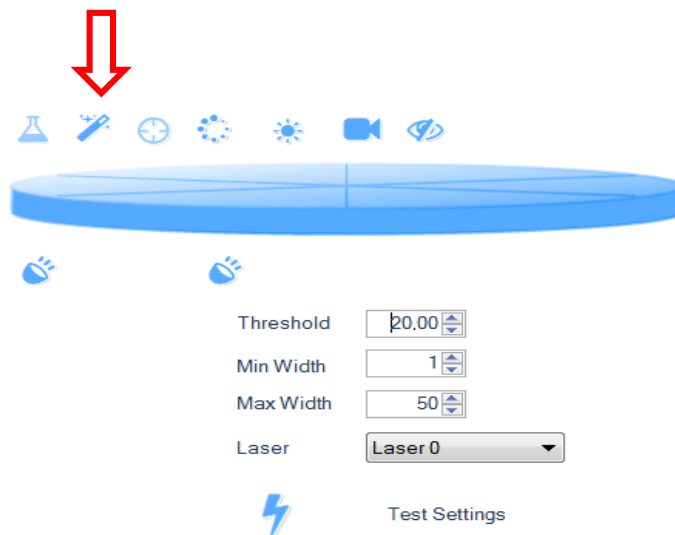 Threshold 20,00
Min Width 1
Max Width 50
Laser Laser 0
Test Settings